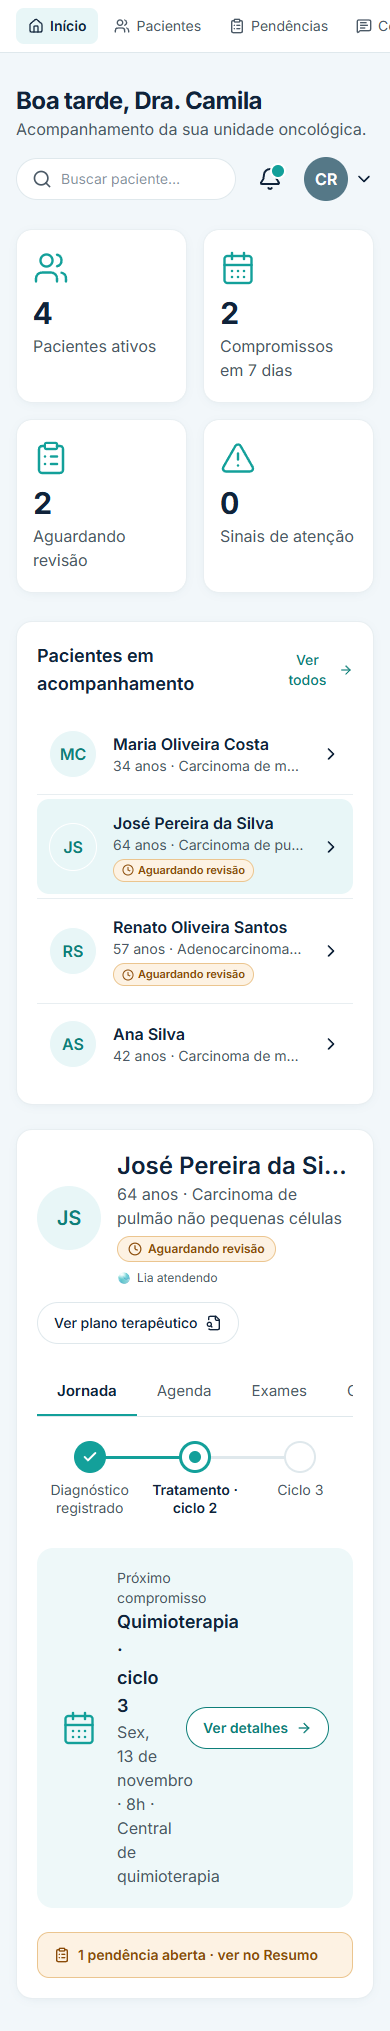 Início Pacientes Pendências C
Boa tarde, Dra. Camila
Acompanhamento da sua unidade oncológica.
Buscar paciente... CR
4
Pacientes ativos
2
Compromissos
em 7 dias
2
Aguardando
revisão
0
Sinais de atenção
Pacientes em
acompanhamento
Ver
todos
MC
Maria Oliveira Costa
34 anos · Carcinoma de m...
JS
José Pereira da Silva
64 anos · Carcinoma de pu...
Aguardando revisão
RS
Renato Oliveira Santos
57 anos · Adenocarcinoma...
Aguardando revisão
AS
Ana Silva
42 anos · Carcinoma de m...
JS
José Pereira da Si...
64 anos · Carcinoma de
pulmão não pequenas células
Aguardando revisão
Lia atendendo
Ver plano terapêutico
Jornada Agenda Exames
Diagnóstico
registrado
Tratamento ·
ciclo 2
Ciclo 3
Próximo
compromisso
Quimioterapia
·
ciclo
3
Sex,
13 de
novembro
· 8h ·
Central
de
quimioterapia
Ver detalhes
1 pendência aberta · ver no Resumo